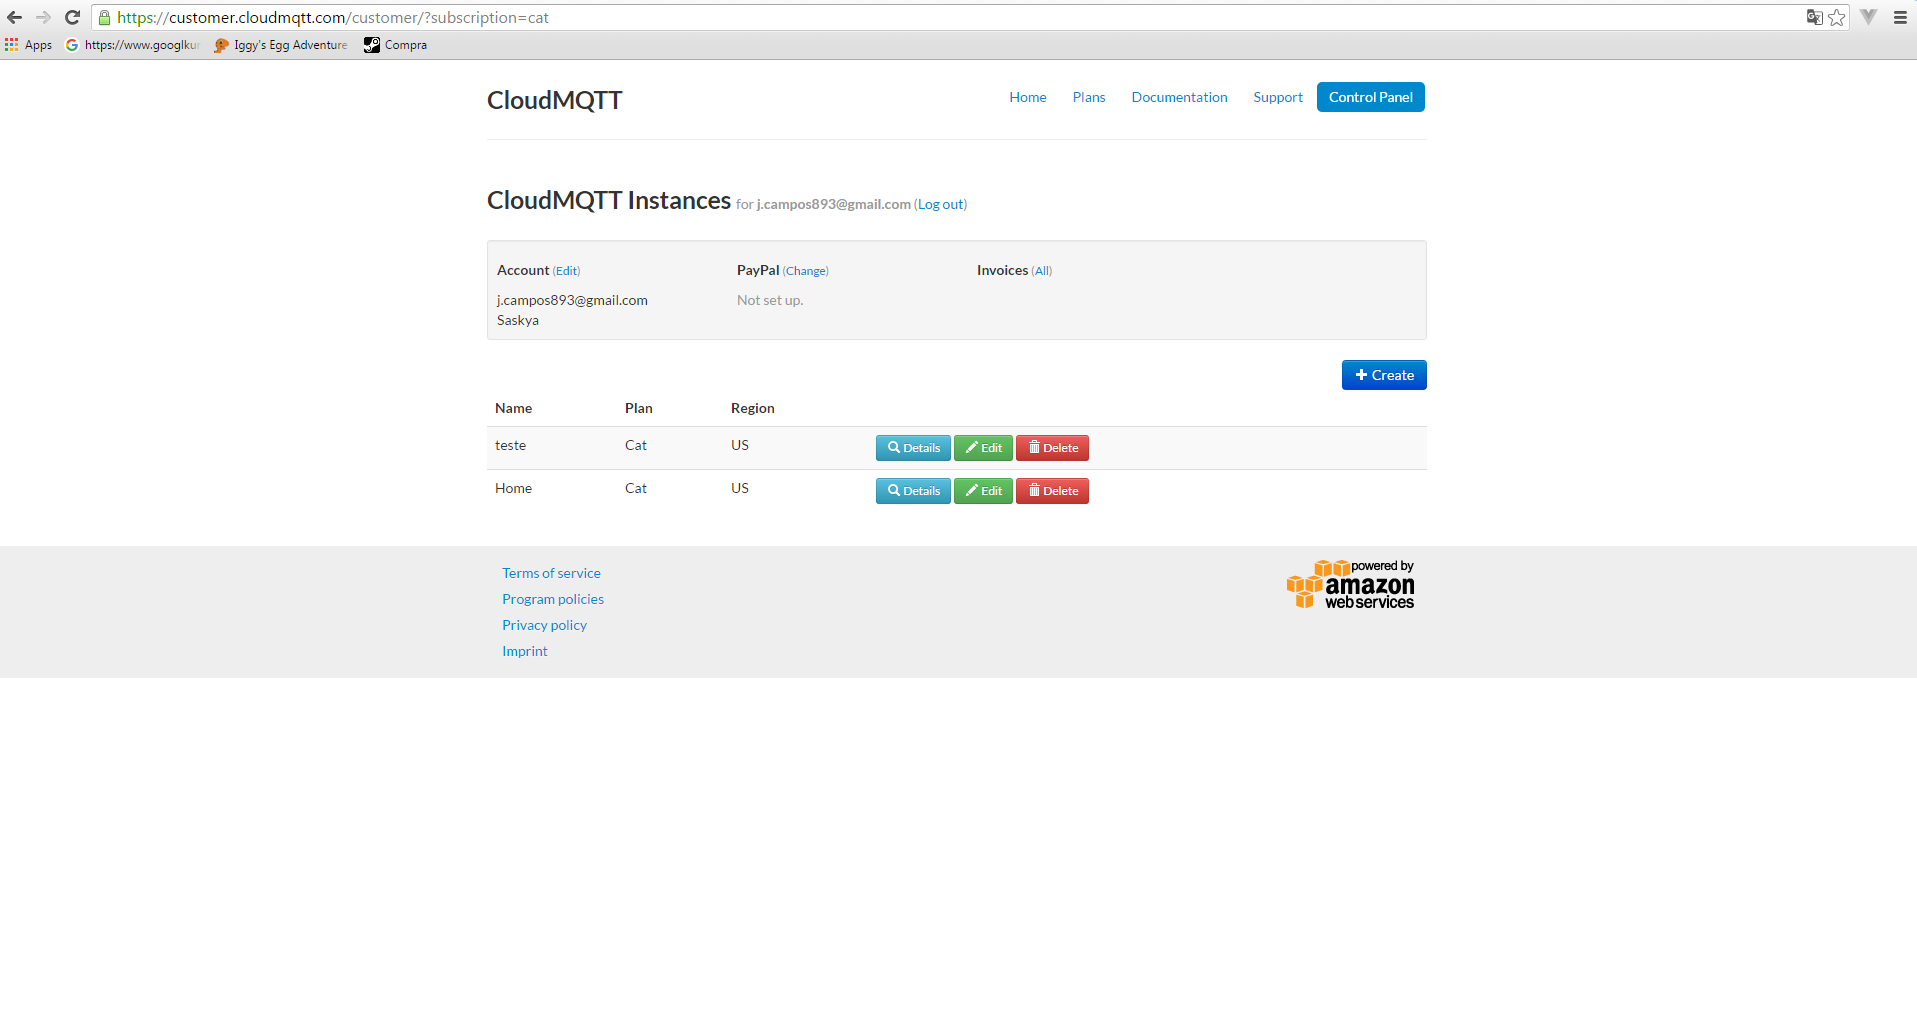 https://customer.cloudmqtt.com/customer/?subscription=cat
Apps https://www.googlku Iggy's Egg Adventure Compra
CloudMQTT Home Plans Documentation Support Control Panel
CloudMQTT Instances for j.campos893@gmail.com (Log out)
Account (Edit) PayPal (Change) Invoices (All)
j.campos893@gmail.com Not set up.
Saskya
Create
Name Plan Region
teste Cat US Details Edit Delete
Home Cat US Details Edit Delete
Terms of service
Program policies
Privacy policy
Imprint
powered by
amazon
web services